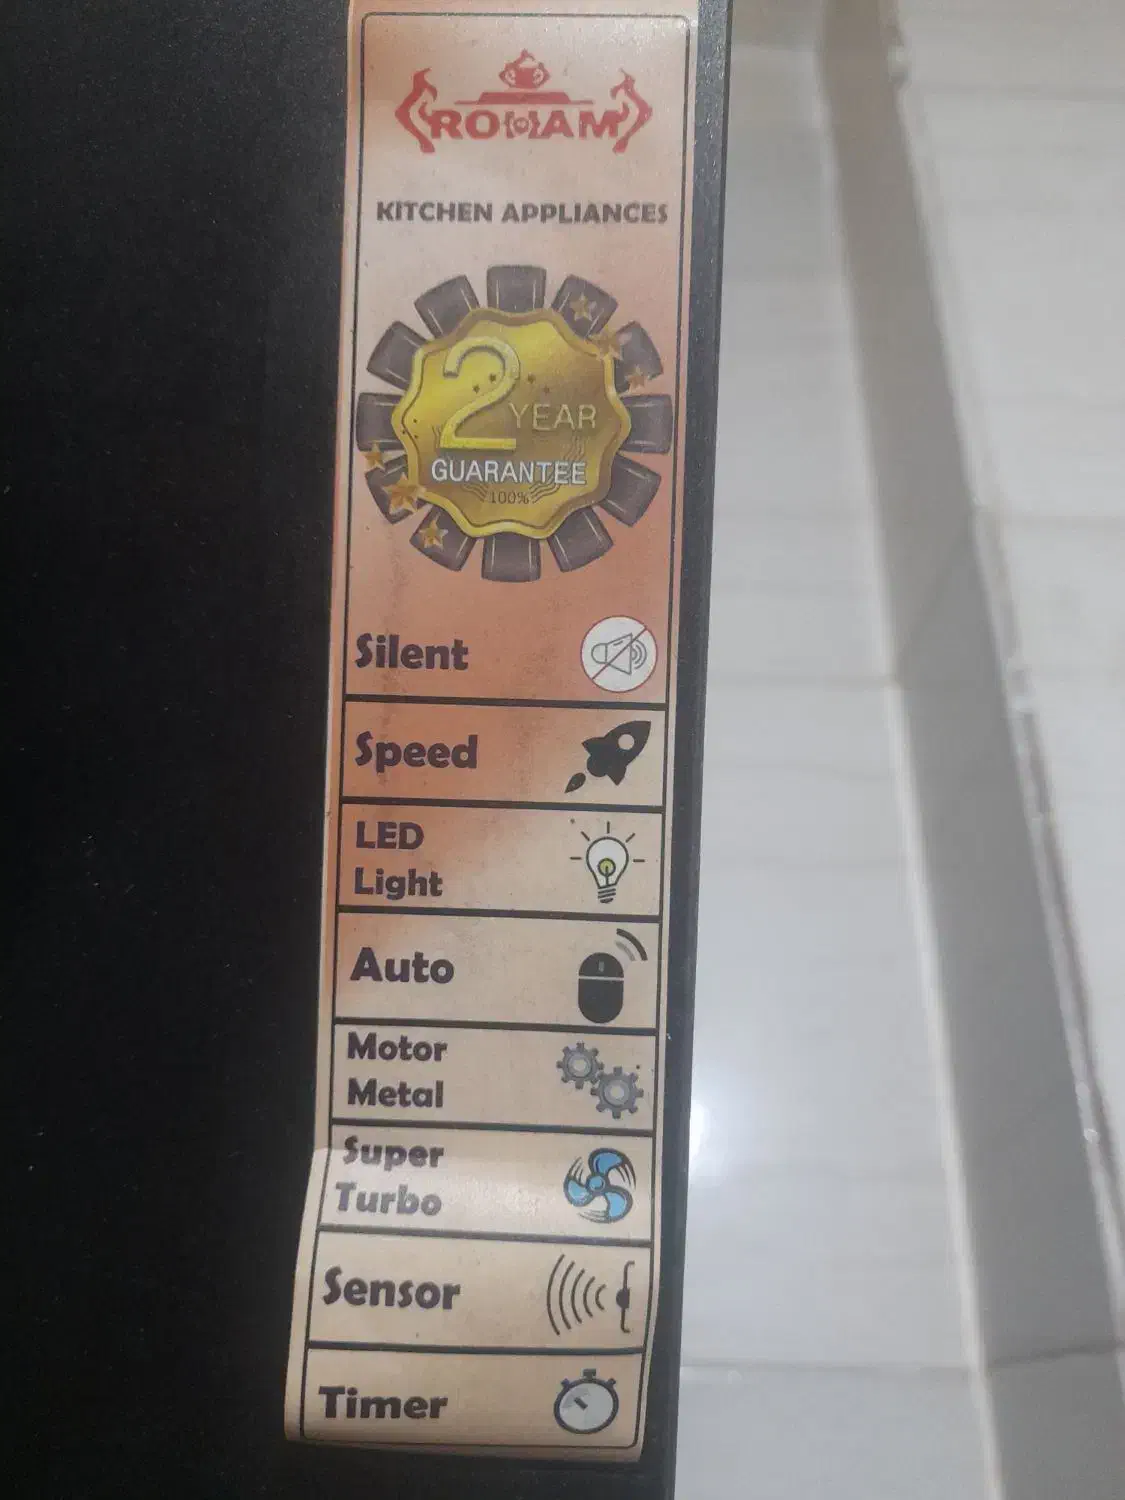 ROHAM
KITCHEN APPLIANCES
2
YEAR
GUARANTEE
100%
Silent
Speed
LED
Light
Auto
Motor
Metal
Super
Turbo
Sensor
Timer